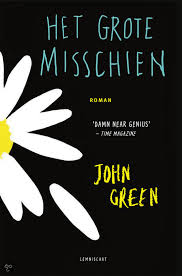 HET GROTE
MISSCHIEN
ROMAN
'DAMN NEAR GENIUS'
– TIME MAGAZINE
JOHN
GREEN
LEMNISCAAT